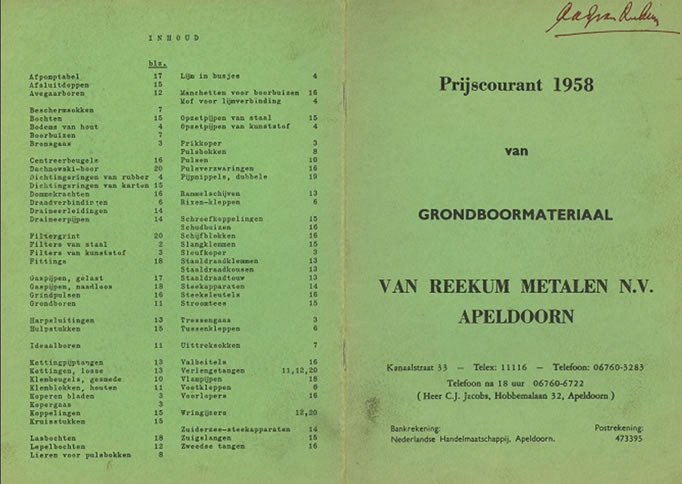 INHOUD
blz.
Afpomptabel 17
Afsluitdoppen 15
Avegaarboren 12
Beschermsokken 7
Bochten 15
Bodems van hout 4
Boorbuizen 7
Bronsgaas 3
Centreerbeugels 16
Dachnowski-boor 20
Dichtingsringen van rubber 4
Dichtingsringen van karton 15
Dommekrachten 16
Draadverbindingen 6
Draineerleidingen 14
Draineerpijpen 14
Filtergrint 20
Filters van staal 2
Filters van kunststof 3
Fittings 18
Gaspijpen, gelast 17
Gaspijpen, naadloos 18
Grindpulsen 16
Grondboren 11
Harpsluitingen 13
Hulpstukken 15
Idealboren 11
Kettingpijptangen 13
Kettingen, losse 13
Klembeugels, gesmede 10
Klemblokken, houten 11
Koperen bladen 3
Kopergaas 3
Koppelingen 15
Kruisstukken 15
Lasbochten 18
Lepelbochten 12
Lieren voor pulsbokken 8
Lijm in busjes 4
Manchetten voor boorbuizen 16
Mof voor lijmverbinding 4
Opzetpijpen van staal 15
Opzetpijpen van kunststof 4
Prikkoper 3
Pulsbokken 8
Pulsen 10
Pulsverzwaringen 16
Pijpnippels, dubbele 19
Rammelschijven 13
Rixen-kleppen 6
Schroefkoppelingen 15
Schudbuizen 16
Schijfblokken 16
Slangklemmen 15
Sleufkoper 3
Staaldraadklemmen 13
Staaldraadkousen 12
Staaldraadtouw 13
Steekapparaten 14
Steeksleutels 16
Stroomtees 15
Tressengaas 3
Tussenkleppen 6
Uittreksokken 7
Valbeitels 16
Verlengstangen 11,12,20
Vlampijpen 18
Voetkleppen
Voorlopers 16
Wringijzers 12,20
Zuiderzee-steekapparaten 14
Zuigslangen 15
Zweedse tangen 16
Prijscourant 1958
van
GRONDBOORMATERIAAL
VAN REEKUM METALEN N.V.
APELDOORN
Kanaalstraat 33 — Telex: 11116 — Telefoon: 06760-3283
Telefoon na 18 uur 06760-6722
( Heer C.J. Jacobs, Hobbemalaan 32, Apeldoorn )
Bankrekening: Postrekening:
Nederlandse Handelmaatschappij, Apeldoorn. 473395